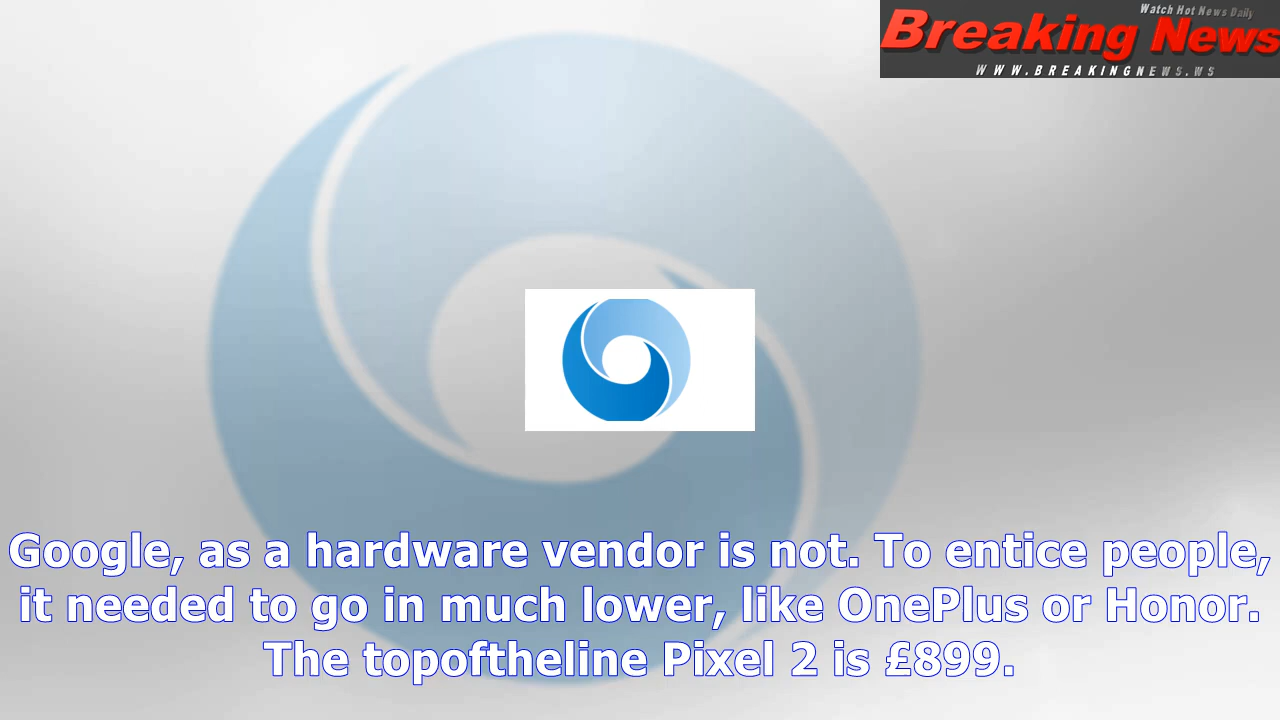 Watch Hot News Daily
Breaking News
WWW.BREAKINGNEWS.WS
Google, as a hardware vendor is not. To entice people,
it needed to go in much lower, like OnePlus or Honor.
The topoftheline Pixel 2 is £899.